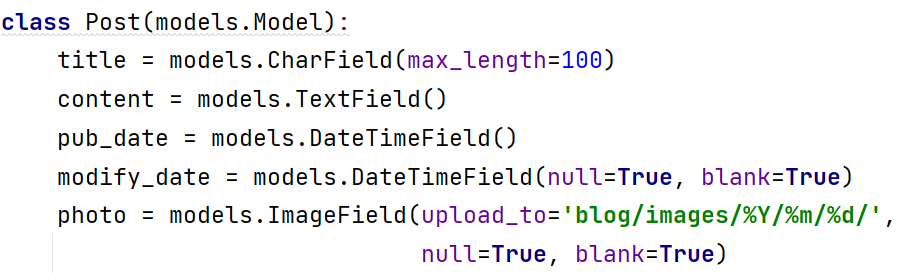 class Post(models.Model):
    title = models.CharField(max_length=100)
    content = models.TextField()
    pub_date = models.DateTimeField()
    modify_date = models.DateTimeField(null=True, blank=True)
    photo = models.ImageField(upload_to='blog/images/%Y/%m/%d/',
                              null=True, blank=True)